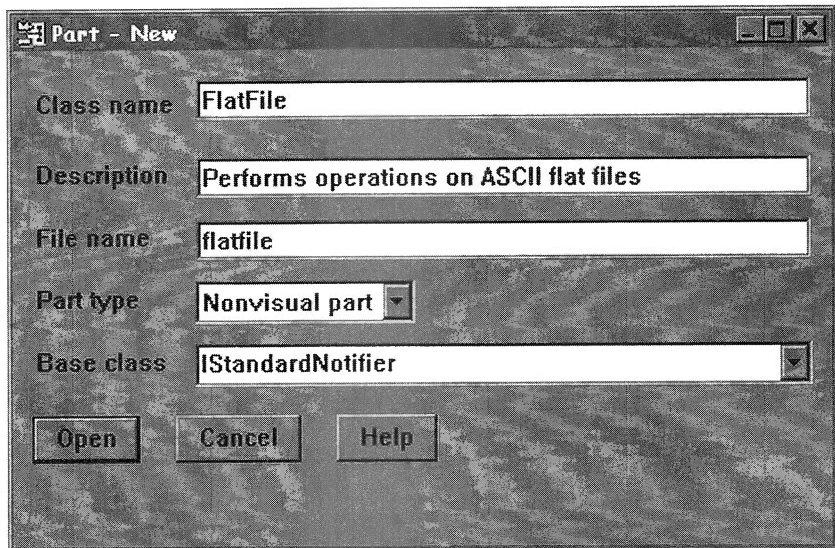 Part - New
Class name FlatFile
Description Performs operations on ASCII flat files
File name flatfile
Part type Nonvisual part
Base class IStandardNotifier
Open Cancel Help